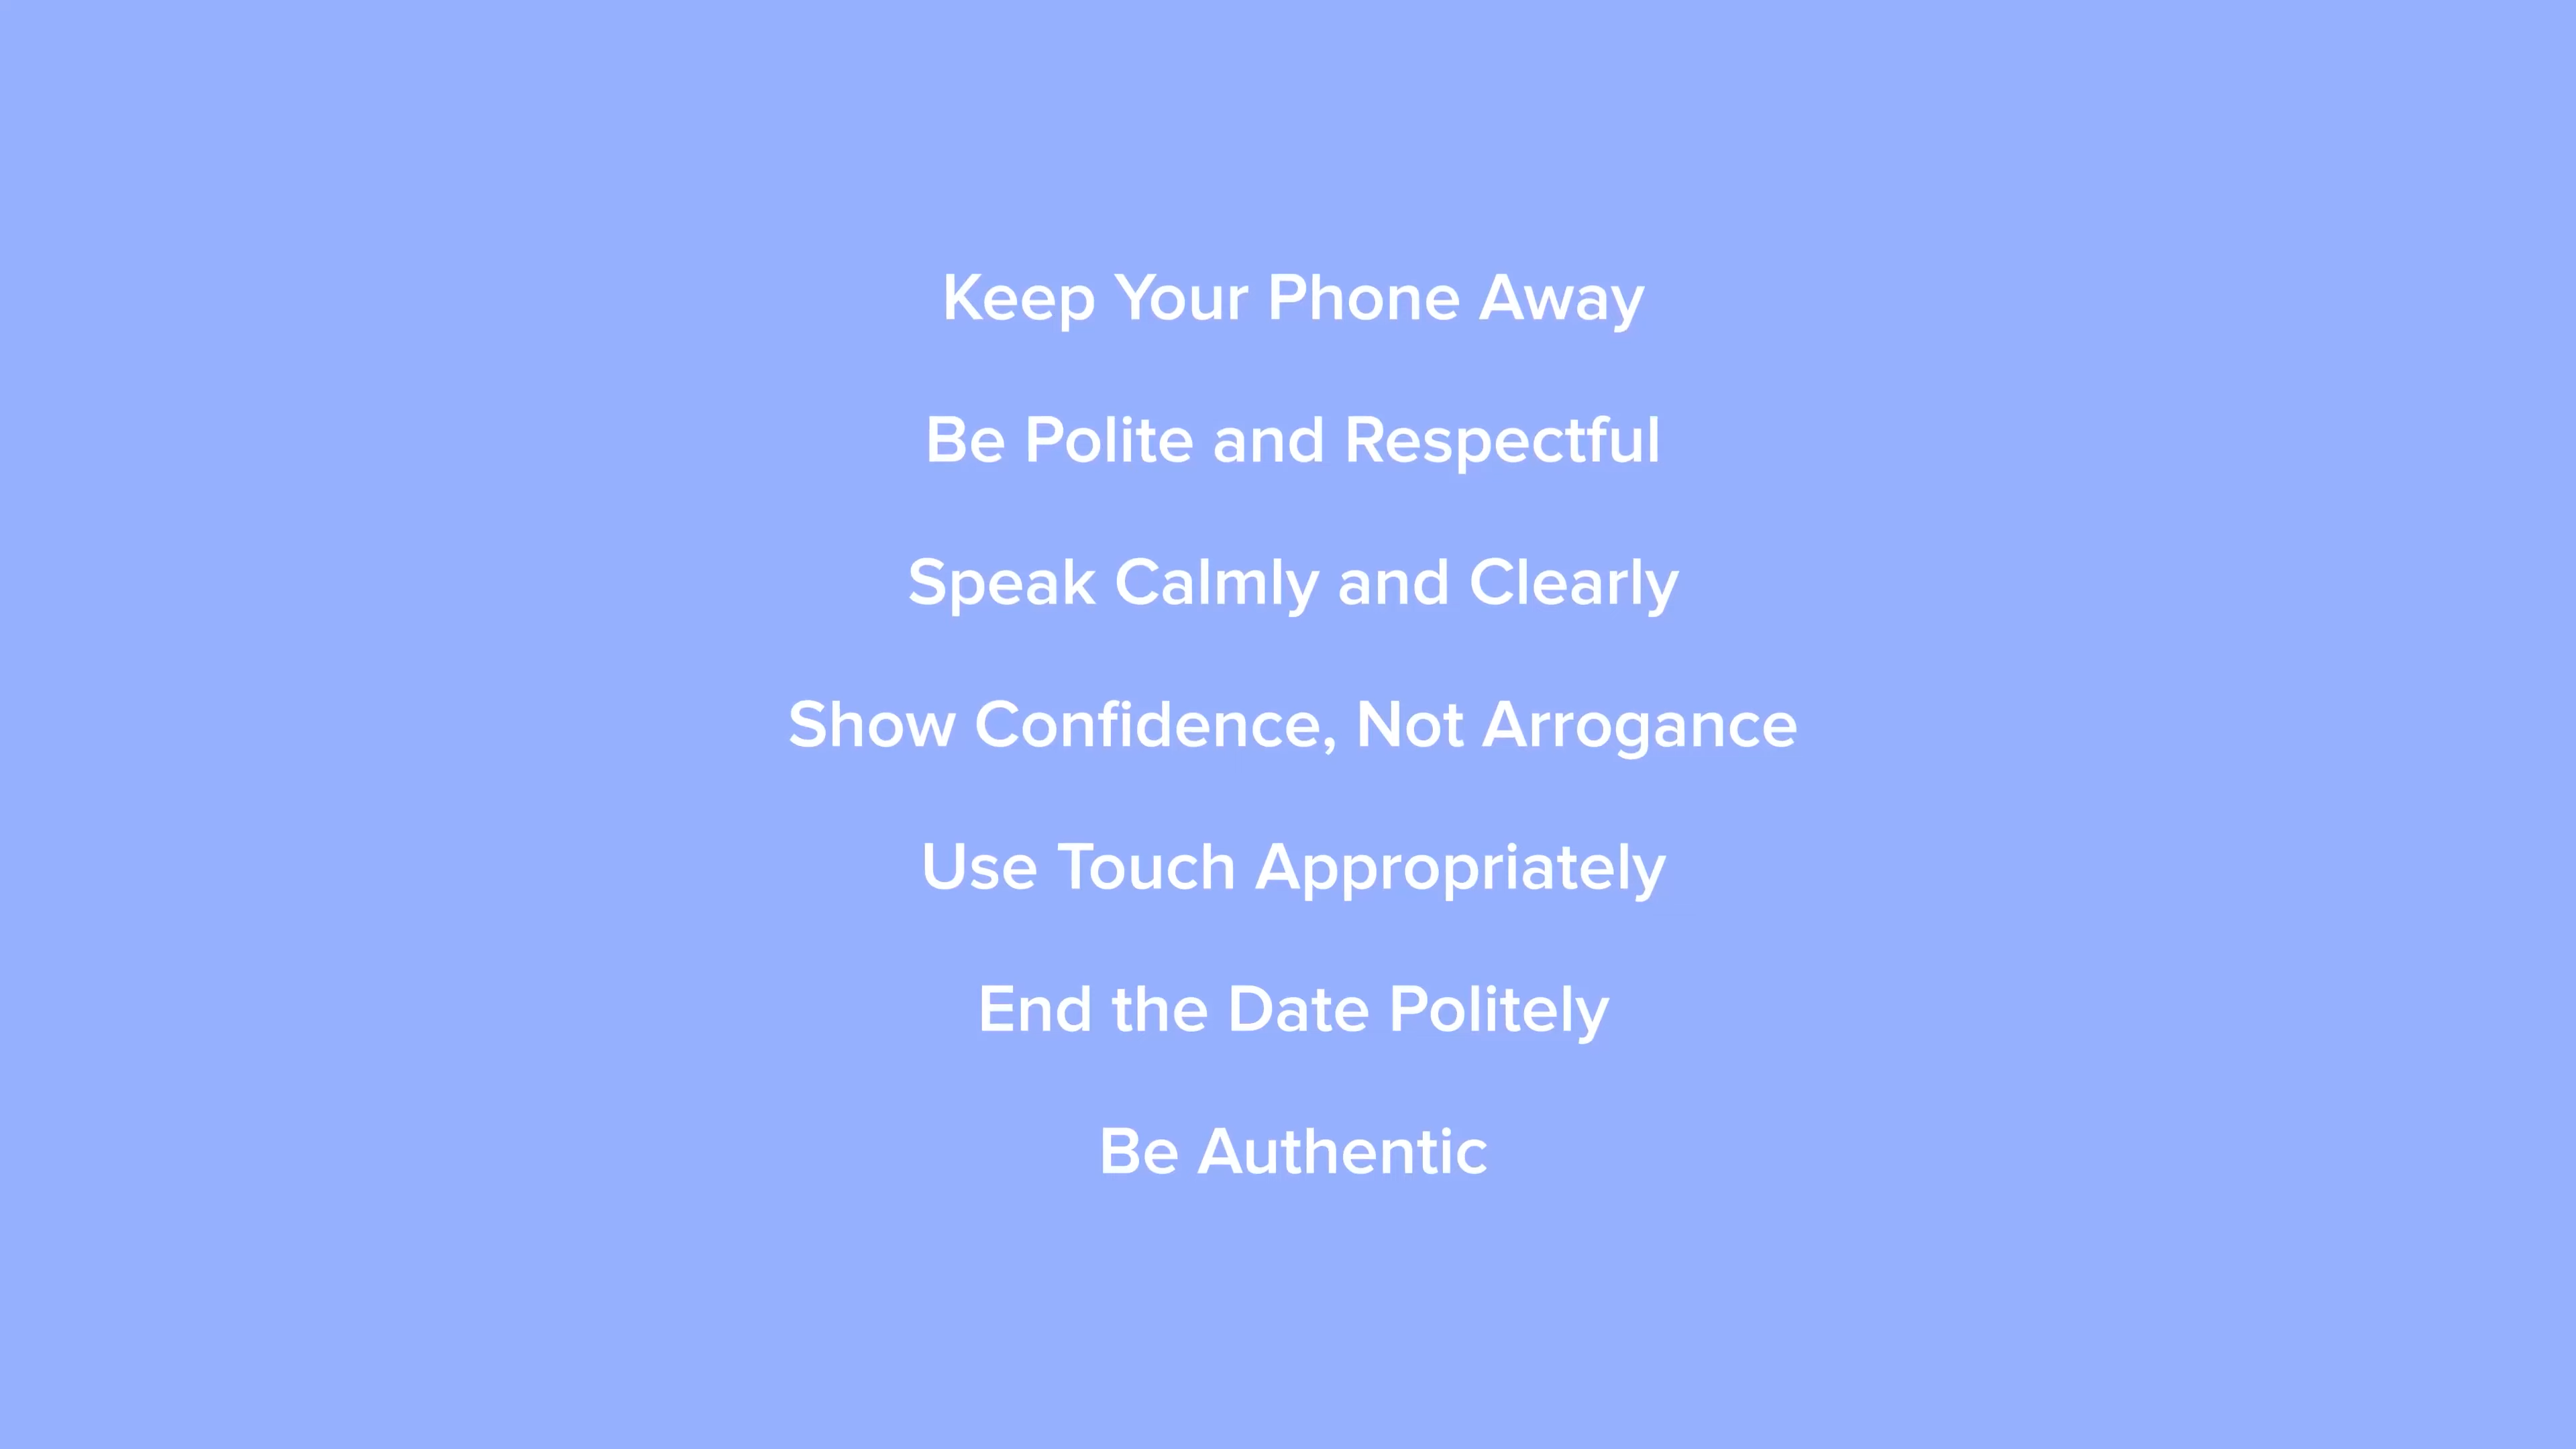 Keep Your Phone Away
Be Polite and Respectful
Speak Calmly and Clearly
Show Confidence, Not Arrogance
Use Touch Appropriately
End the Date Politely
Be Authentic